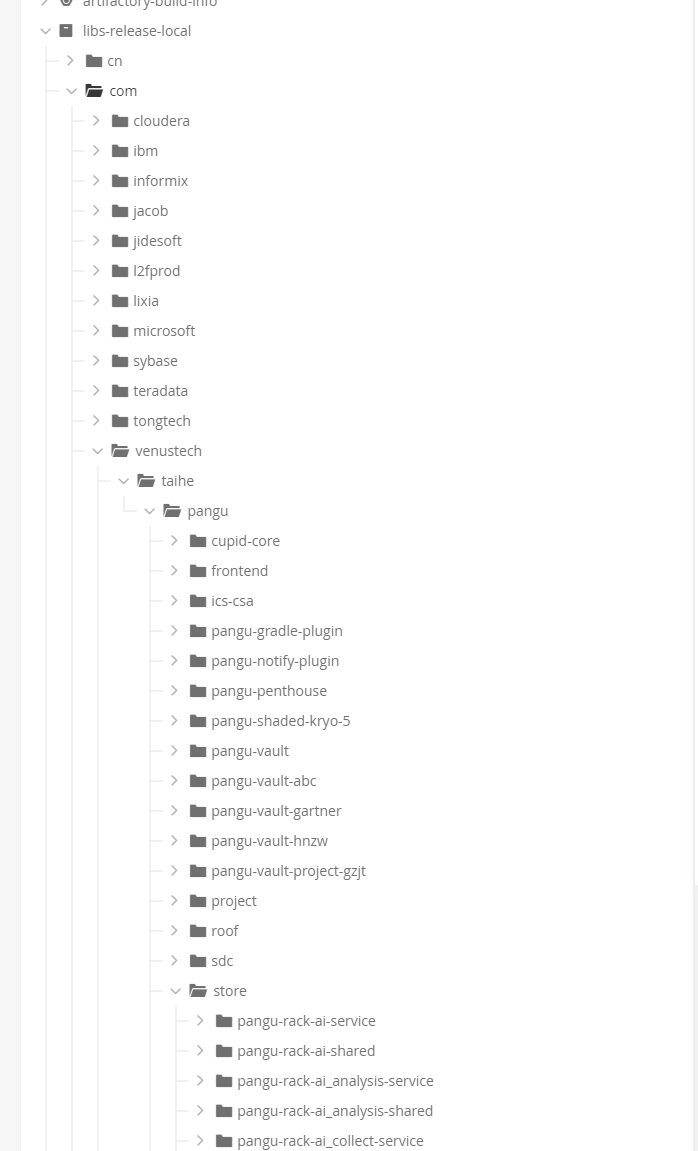 artifactory-build-info
libs-release-local
cn
com
cloudera
ibm
informix
jacob
jidesoft
l2fprod
lixia
microsoft
sybase
teradata
tongtech
venustech
taihe
pangu
cupid-core
frontend
ics-csa
pangu-gradle-plugin
pangu-notify-plugin
pangu-penthouse
pangu-shaded-kryo-5
pangu-vault
pangu-vault-abc
pangu-vault-gartner
pangu-vault-hnzw
pangu-vault-project-gzjt
project
roof
sdc
store
pangu-rack-ai-service
pangu-rack-ai-shared
pangu-rack-ai_analysis-service
pangu-rack-ai_analysis-shared
pangu-rack-ai_collect-service